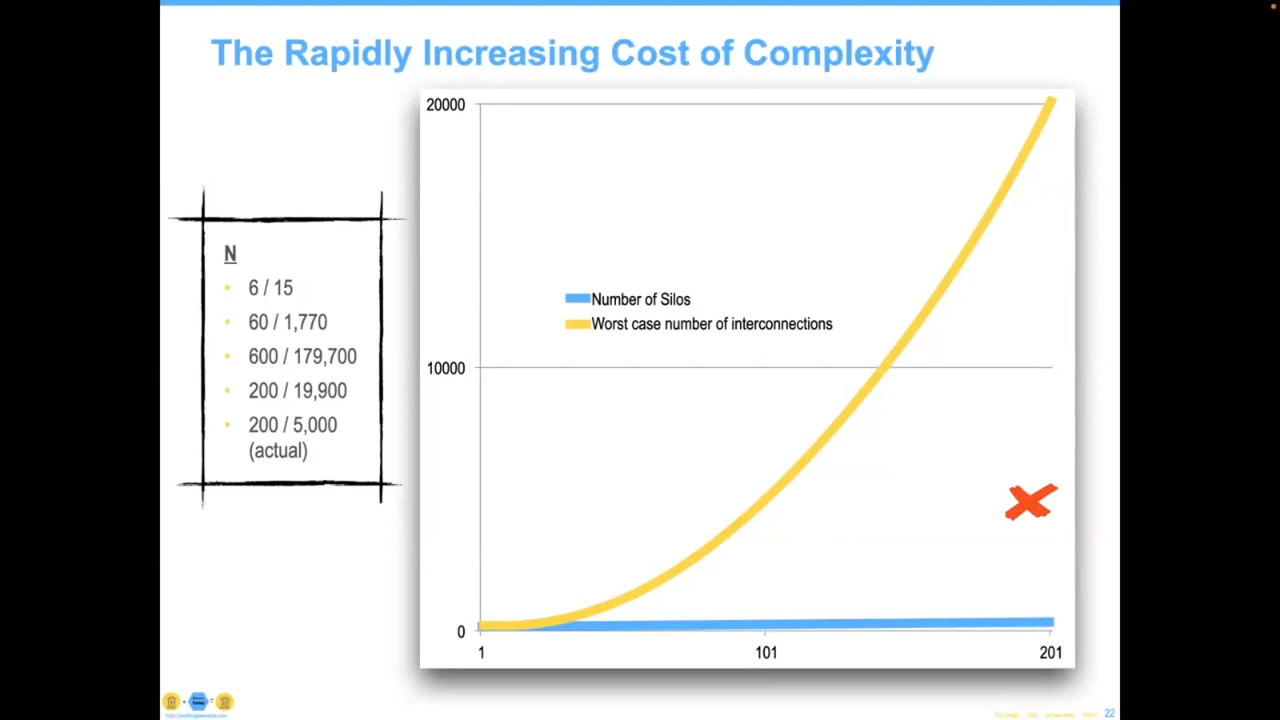 The Rapidly Increasing Cost of Complexity
N
6 / 15
60 / 1,770
600 / 179,700
200 / 19,900
200 / 5,000
(actual)
20000
10000
0
1
101
201
Number of Silos
Worst case number of interconnections
22